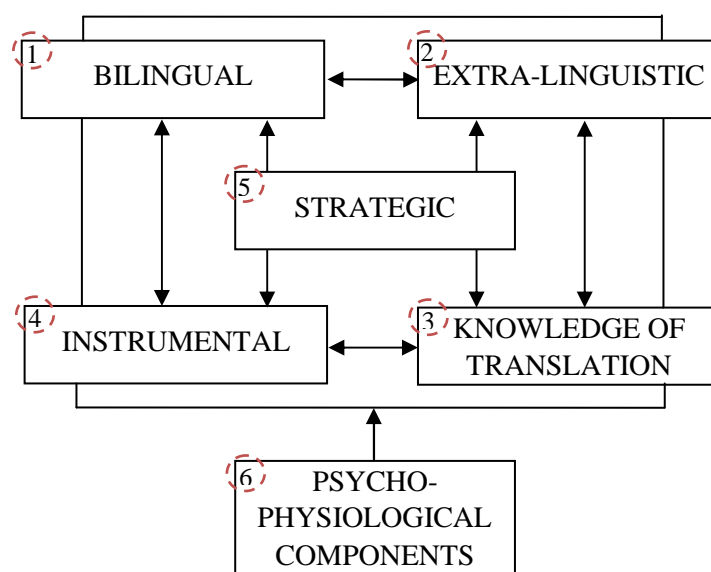 1
BILINGUAL
2
EXTRA-LINGUISTIC
5
STRATEGIC
4
INSTRUMENTAL
3
KNOWLEDGE OF
TRANSLATION
6
PSYCHO-
PHYSIOLOGICAL
COMPONENTS